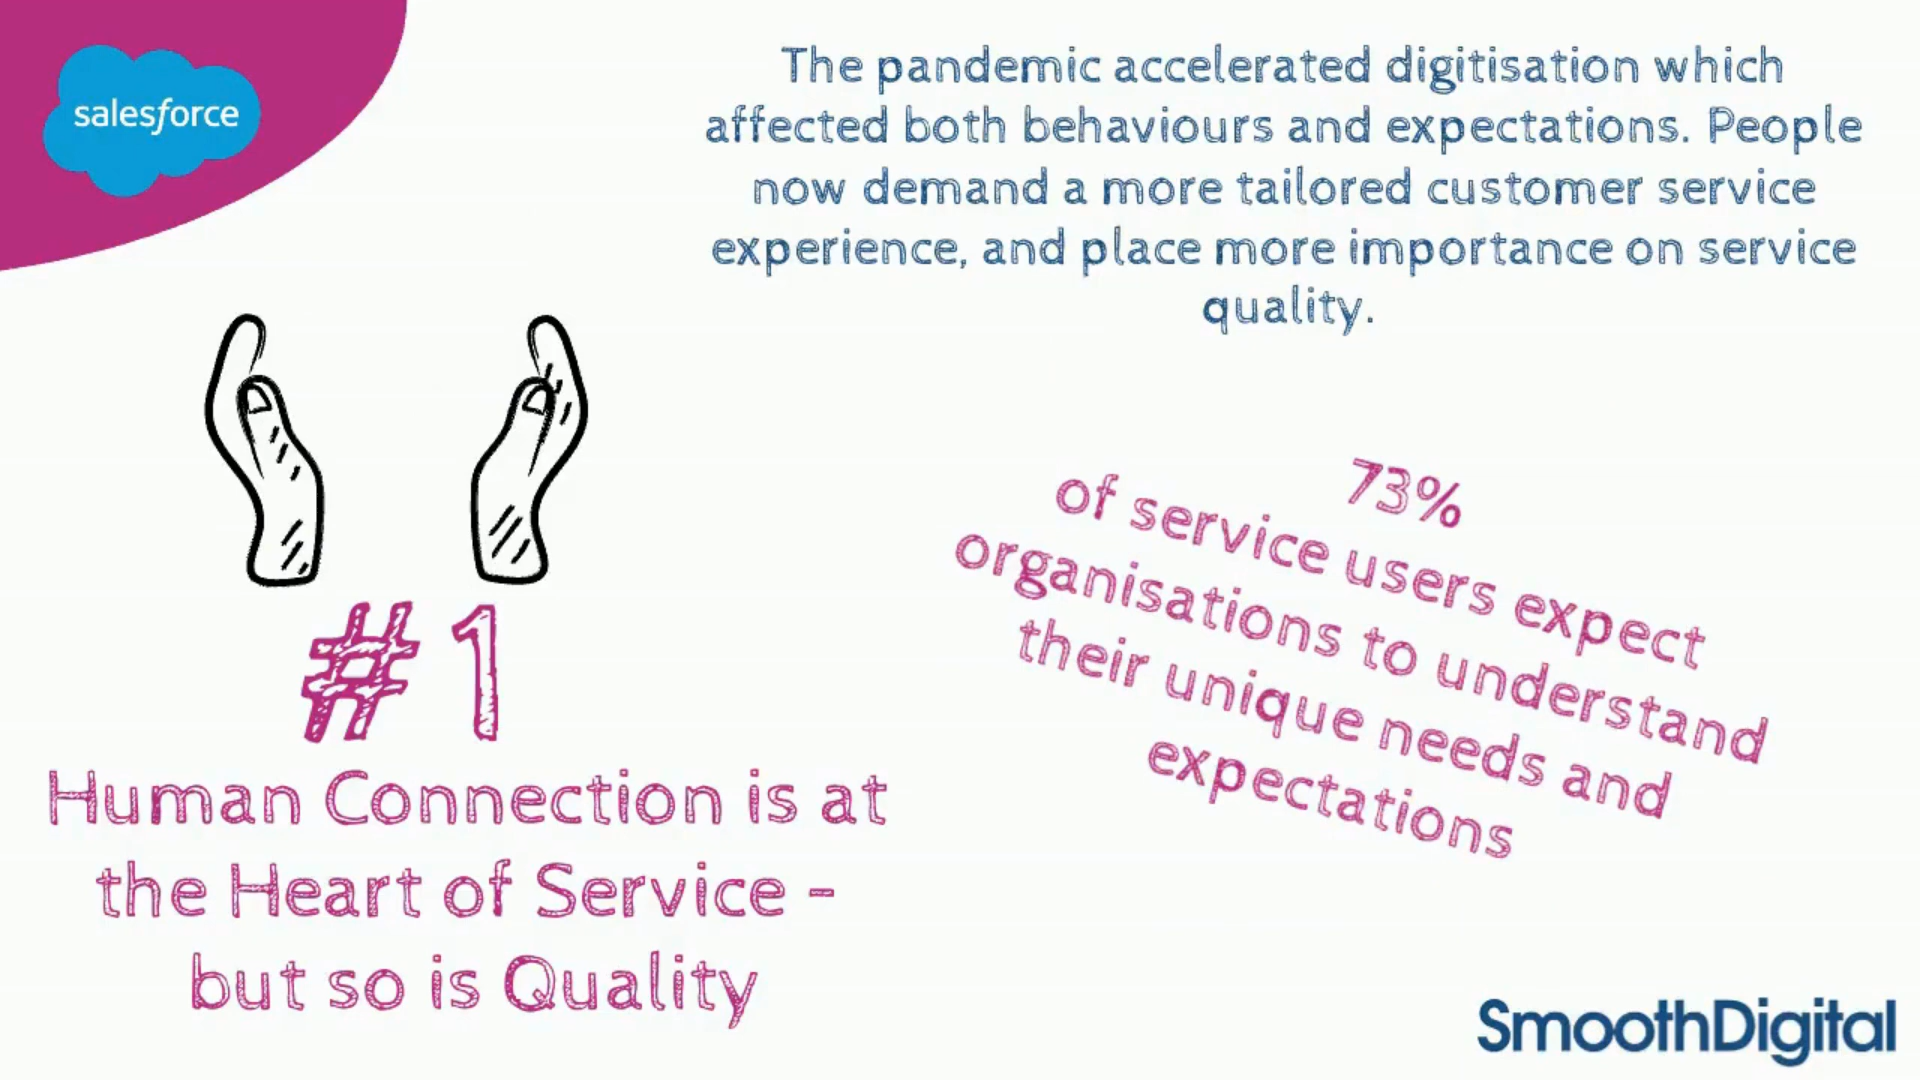 salesforce
The pandemic accelerated digitisation which
affected both behaviours and expectations. People
now demand a more tailored customer service
experience, and place more importance on service
quality.
#1
Human Connection is at
the Heart of Service -
but so is Quality
73%
of service users expect
organisations to understand
their unique needs and
expectations
SmoothDigital